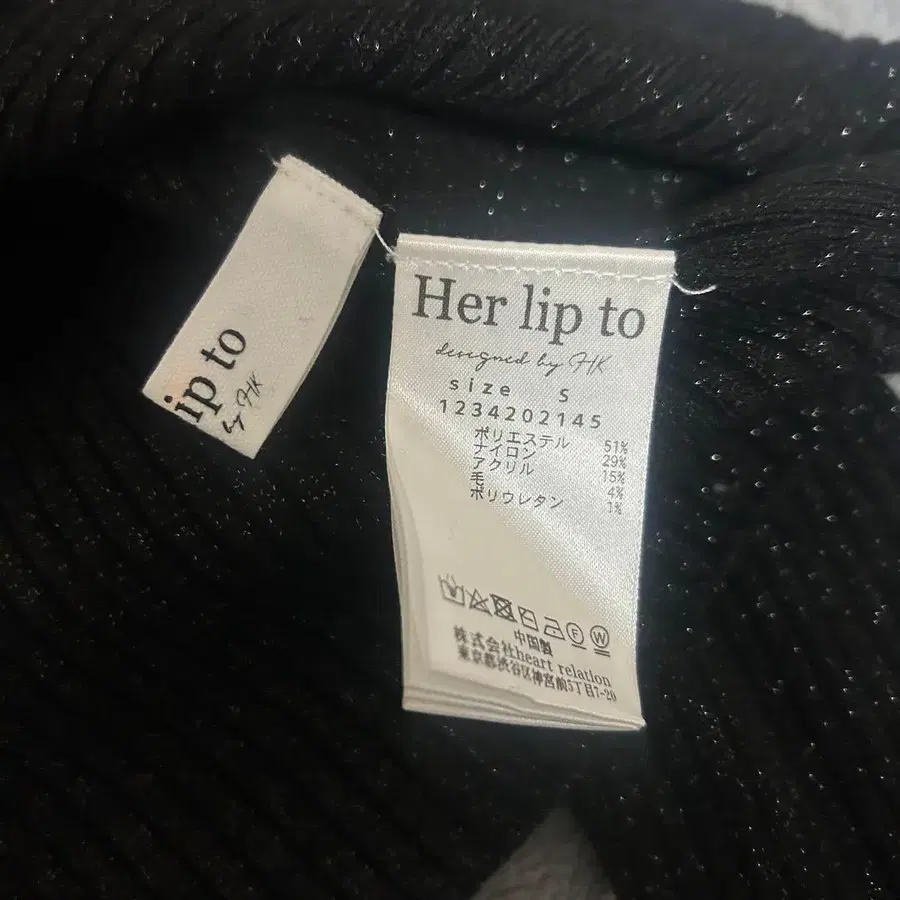 ip to
by HK
Her lip to
designed by HK
size S
1234202145
ポリエステル 51%
ナイロン 29%
アクリル 15%
毛 4%
ポリウレタン 1%
F W
中国製
株式会社heart relation
東京都渋谷区神宮前5丁目7-20